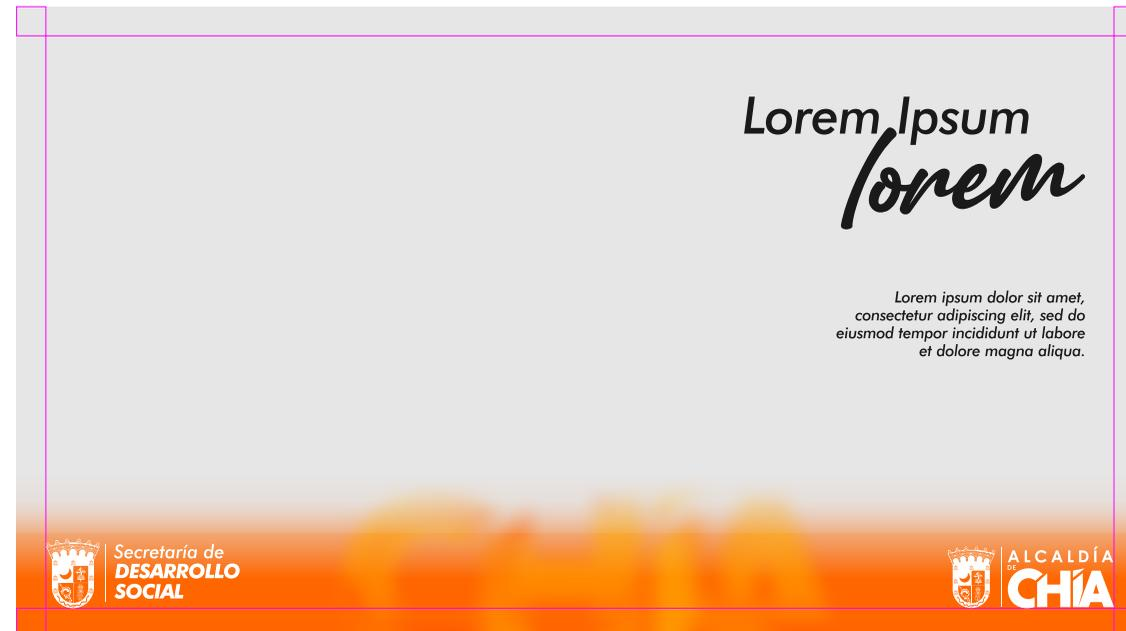 Lorem Ipsum
lorem
Lorem ipsum dolor sit amet,
consectetur adipiscing elit, sed do
eiusmod tempor incididunt ut labore
et dolore magna aliqua.
CHÍA
Secretaría de
DESARROLLO
SOCIAL
ALCALDÍA
DE
CHÍA